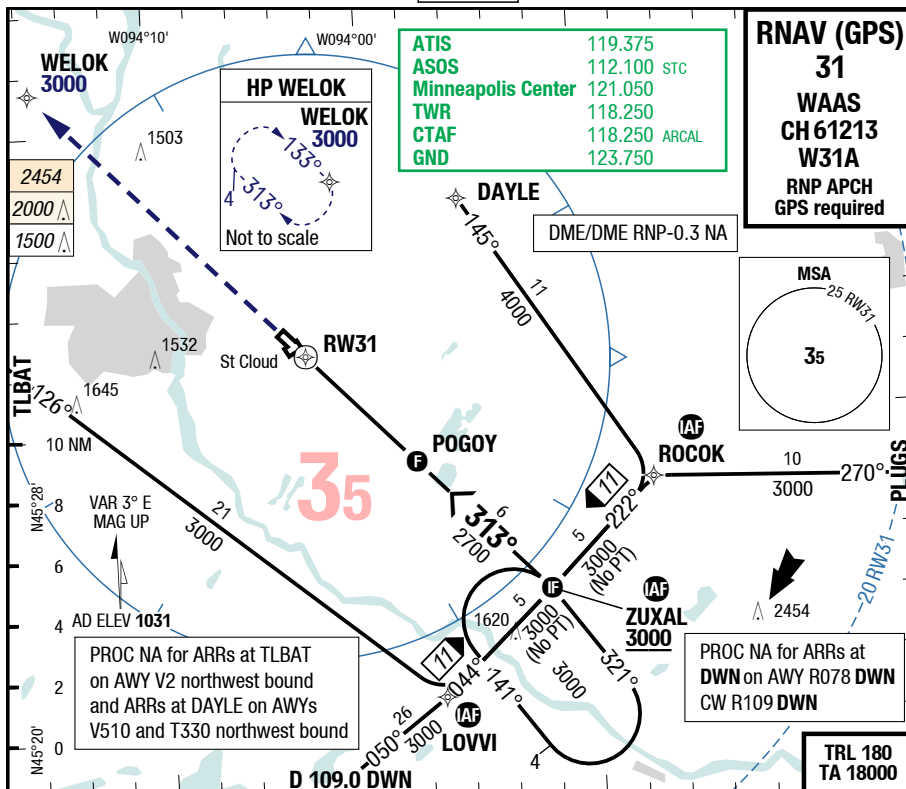 W094°10'
W094°00'
WELOK
3000
HP WELOK
WELOK
3000
133°
313°
4
Not to scale
ATIS 119.375
ASOS 112.100 STC
Minneapolis Center 121.050
TWR 118.250
CTAF 118.250 ARCAL
GND 123.750
RNAV (GPS)
31
WAAS
CH 61213
W31A
RNP APCH
GPS required
1503
2454
2000
1500
DAYLE
145°
11
4000
DME/DME RNP-0.3 NA
MSA
25 RW31
35
1532
St Cloud
RW31
TLBAT
126°
1645
10 NM
POGOY
F
IAF
ROCOK
10
3000
270°
PLUGS
35
11
222°
5
3000
(No PT)
6
313°
2700
N45°28'
8
VAR 3° E
MAG UP
21
3000
6
AD ELEV 1031
4
IF
IAF
ZUXAL
3000
2454
20 RW31
1620
5
3000
(No PT)
11
044°
141°
3000
321°
4
PROC NA for ARRs at TLBAT
on AWY V2 northwest bound
and ARRs at DAYLE on AWYs
V510 and T330 northwest bound
PROC NA for ARRs at
DWN on AWY R078 DWN
CW R109 DWN
2
N45°20'
0
26
050°
3000
IAF
LOVVI
D 109.0 DWN
TRL 180
TA 18000